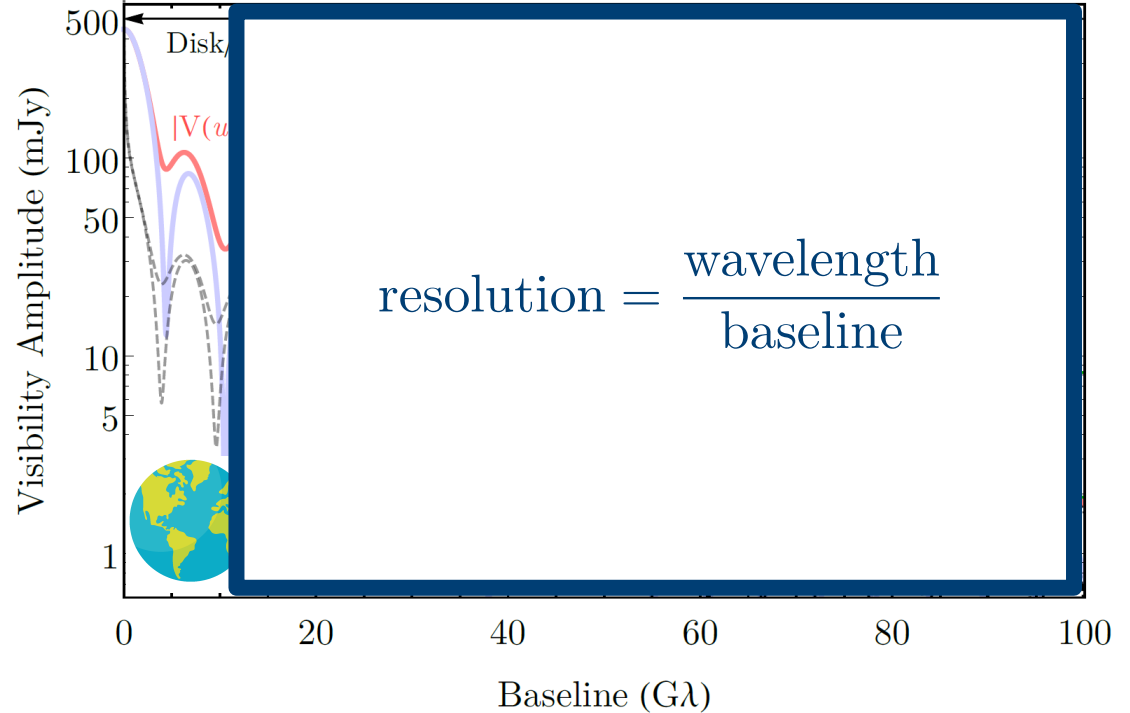 500
Disk/
|V(u
100
50
10
5
1
Visibility Amplitude (mJy)
resolution = wavelength
baseline
0 20 40 60 80 100
Baseline (Gλ)